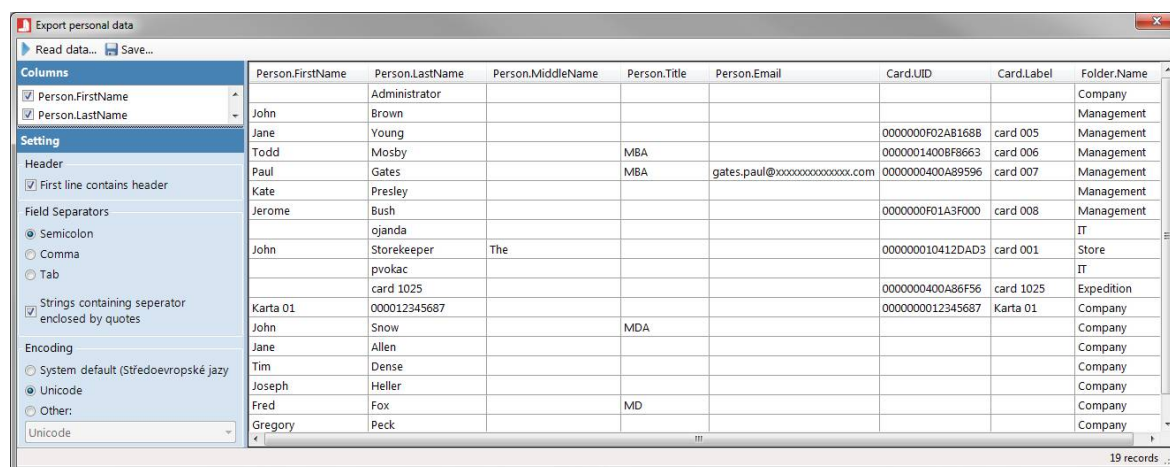 Export personal data
Read data... Save...
Columns
Person.FirstName
Person.LastName
Setting
Header
First line contains header
Field Separators
Semicolon
Comma
Tab
Strings containing seperator
enclosed by quotes
Encoding
System default (Středoevropské jazy
Unicode
Other:
Unicode
Person.FirstName Person.LastName Person.MiddleName Person.Title Person.Email Card.UID Card.Label Folder.Name
Administrator Company
John Brown Management
Jane Young 0000000F02AB168B card 005 Management
Todd Mosby MBA 0000001400BF8663 card 006 Management
Paul Gates MBA gates.paul@xxxxxxxxxxxxxx.com 0000000400A89596 card 007 Management
Kate Presley Management
Jerome Bush 0000000F01A3F000 card 008 Management
ojanda IT
John Storekeeper The 000000010412DAD3 card 001 Store
pvokac IT
card 1025 0000000400A86F56 card 1025 Expedition
Karta 01 000012345687 0000000012345687 Karta 01 Company
John Snow MDA Company
Jane Allen Company
Tim Dense Company
Joseph Heller Company
Fred Fox MD Company
Gregory Peck Company
19 records